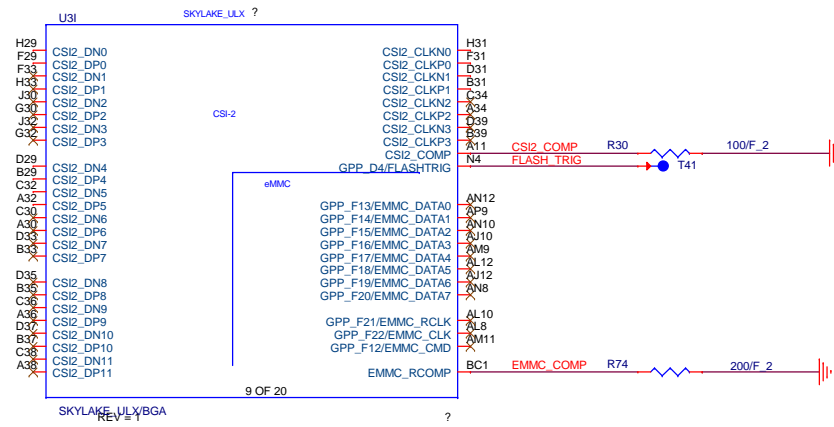 U3I
SKYLAKE_ULX ?
H29 CSI2_DN0 CSI2_CLKN0 H31
F29 CSI2_DP0 CSI2_CLKP0 F31
F33 CSI2_DN1 CSI2_CLKN1 D31
H33 CSI2_DP1 CSI2_CLKP1 B31
J30 CSI2_DN2 CSI2_CLKN2 C34
G30 CSI2_DP2 CSI-2 CSI2_CLKP2 A34
J32 CSI2_DN3 CSI2_CLKN3 D39
G32 CSI2_DP3 CSI2_CLKP3 B39
CSI2_COMP A11 CSI2_COMP R30 100/F_2
D29 CSI2_DN4 GPP_D4/FLASHTRIG N4 FLASH_TRIG T41
B29 CSI2_DP4
C32 CSI2_DN5 eMMC
A32 CSI2_DP5 GPP_F13/EMMC_DATA0 AN12
C30 CSI2_DN6 GPP_F14/EMMC_DATA1 AP9
A30 CSI2_DP6 GPP_F15/EMMC_DATA2 AN10
D33 CSI2_DN7 GPP_F16/EMMC_DATA3 AJ10
B33 CSI2_DP7 GPP_F17/EMMC_DATA4 AM9
GPP_F18/EMMC_DATA5 AL12
D35 CSI2_DN8 GPP_F19/EMMC_DATA6 AJ12
B35 CSI2_DP8 GPP_F20/EMMC_DATA7 AN8
C36 CSI2_DN9
A36 CSI2_DP9 GPP_F21/EMMC_RCLK AL10
D37 CSI2_DN10 GPP_F22/EMMC_CLK AL8
B37 CSI2_DP10 GPP_F12/EMMC_CMD AM11
C38 CSI2_DN11
A38 CSI2_DP11 EMMC_RCOMP BC1 EMMC_COMP R74 200/F_2
9 OF 20
SKYLAKE_ULX/BGA
REV = 1 ?